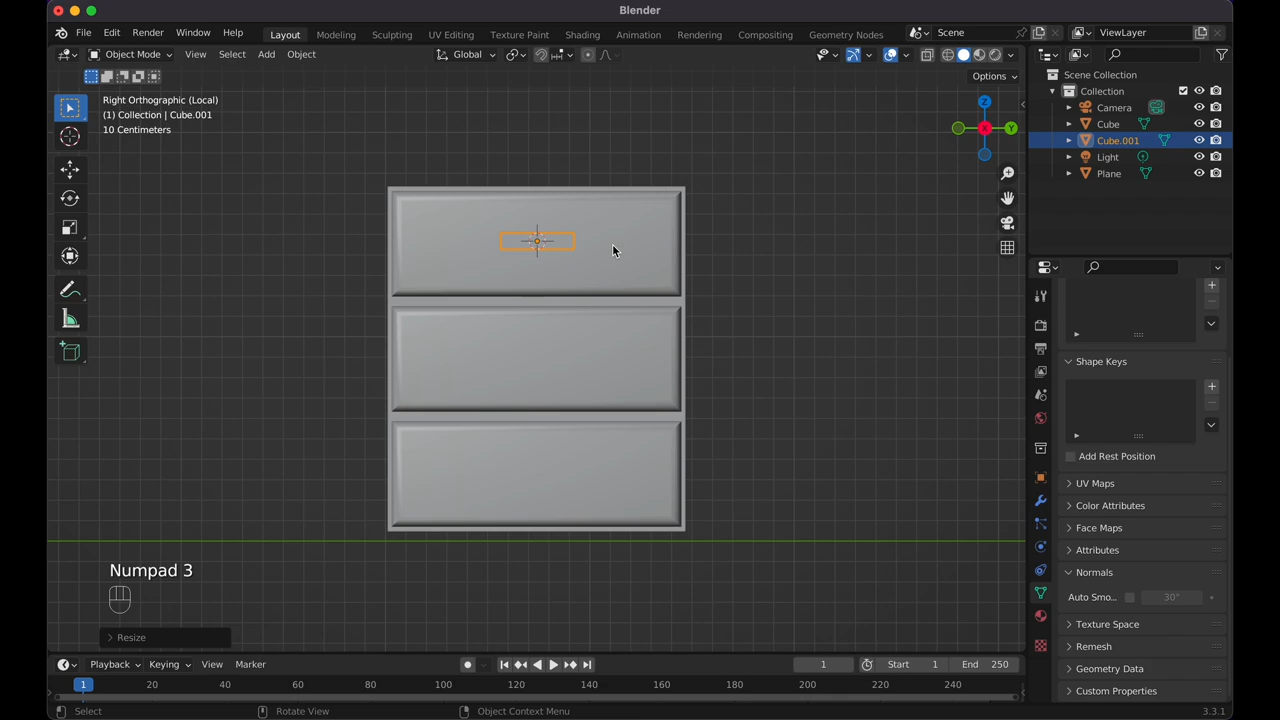 Blender
File Edit Render Window Help Layout Modeling Sculpting UV Editing Texture Paint Shading Animation Rendering Compositing Geometry Nodes Scene ViewLayer
Object Mode View Select Add Object Global
Options
Right Orthographic (Local)
(1) Collection | Cube.001
10 Centimeters
Z
X
Y
Scene Collection
Collection
Camera
Cube
Cube.001
Light
Plane
Shape Keys
Add Rest Position
UV Maps
Color Attributes
Face Maps
Attributes
Normals
Auto Smo... 30°
Texture Space
Remesh
Geometry Data
Custom Properties
Numpad 3
Resize
Playback Keying View Marker 1 Start 1 End 250
1 20 40 60 80 100 120 140 160 180 200 220 240
Select Rotate View Object Context Menu 3.3.1